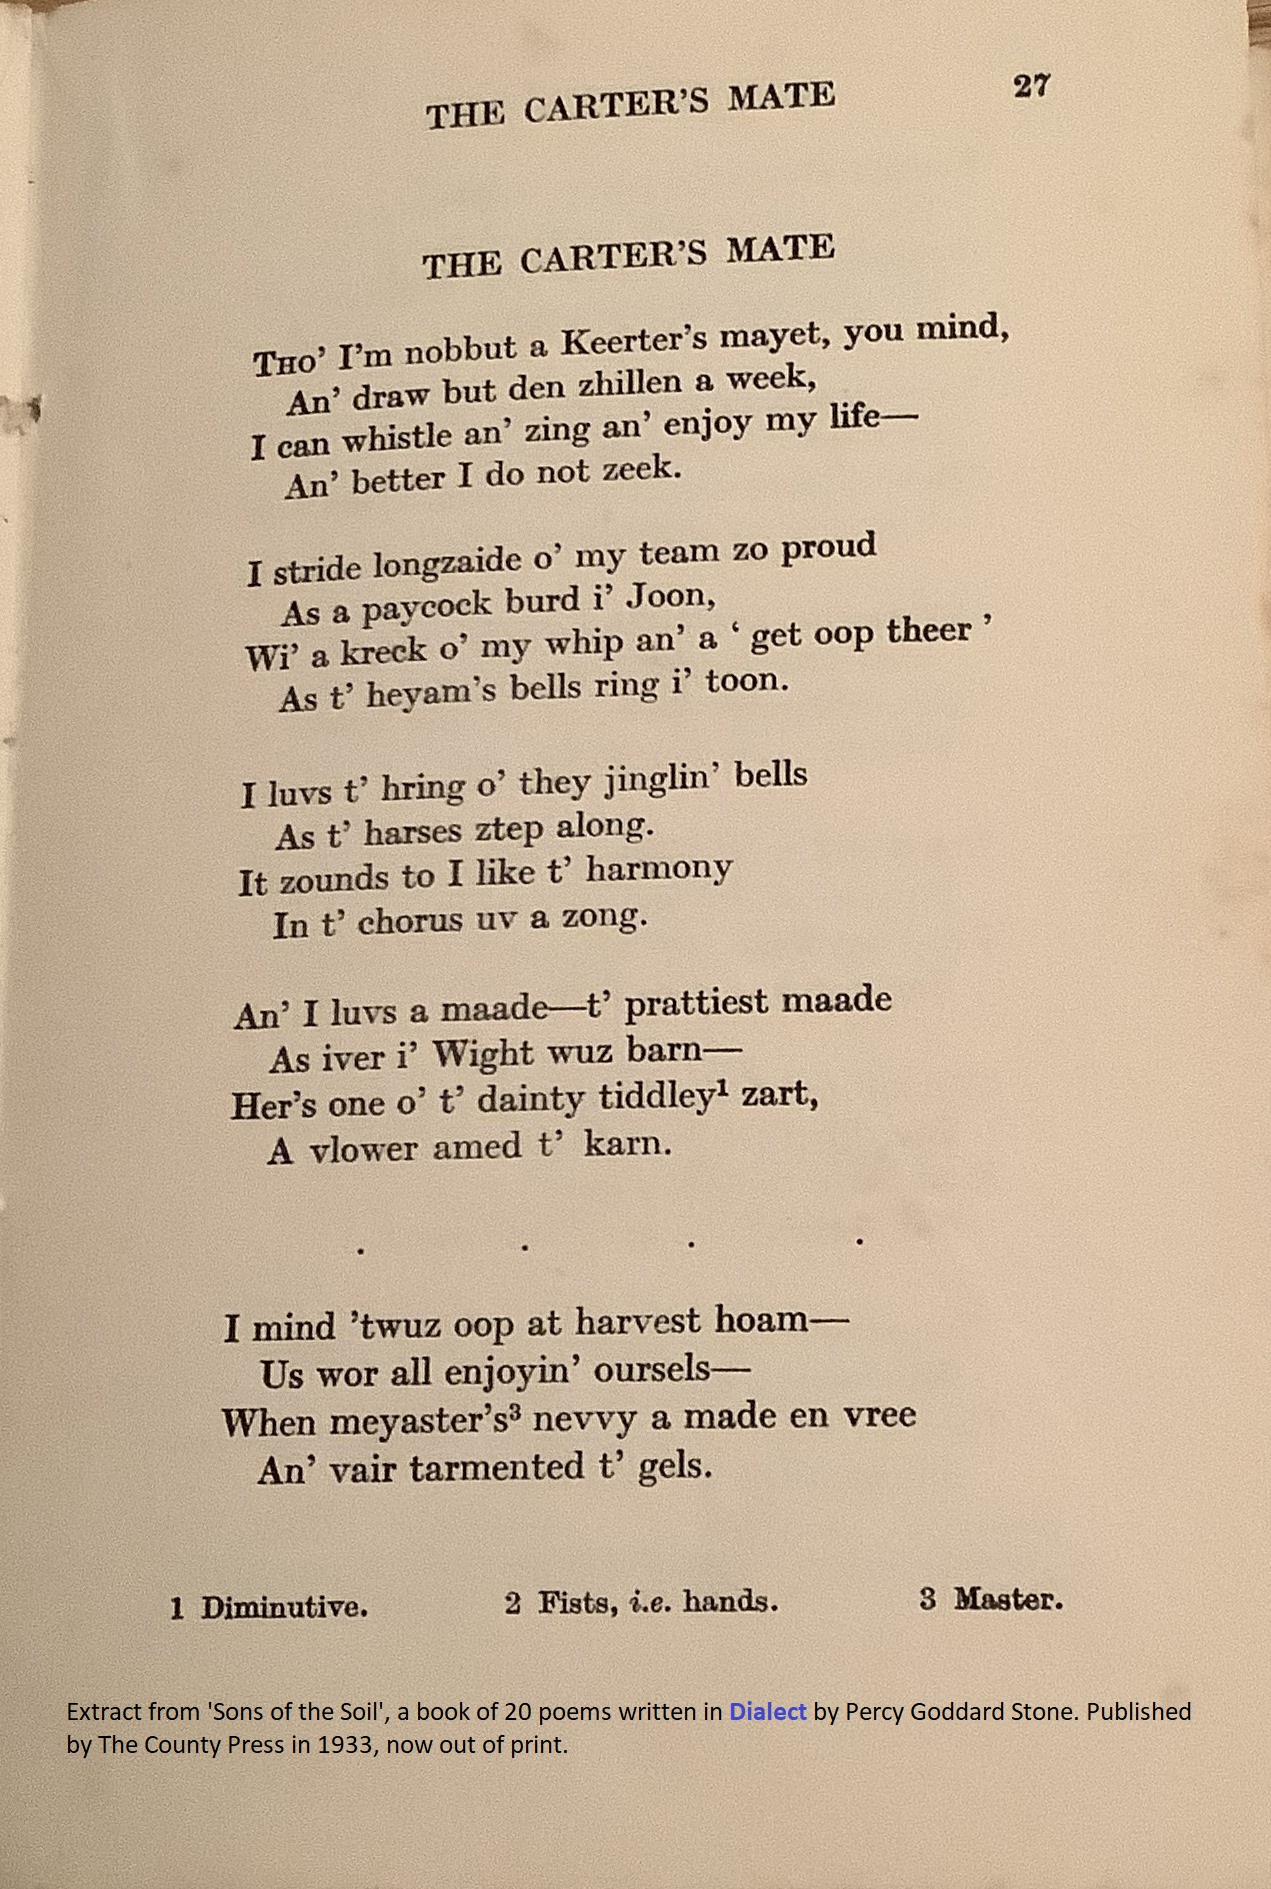 THE CARTER'S MATE 27
THE CARTER'S MATE
THO' I'm nobbut a Keerter's mayet, you mind,
An' draw but den zhillen a week,
I can whistle an' zing an' enjoy my life—
An' better I do not zeek.
I stride longzaide o' my team zo proud
As a paycock burd i' Joon,
Wi' a kreck o' my whip an' a ‘ get oop theer ’
As t' heyam's bells ring i' toon.
I luvs t' hring o' they jinglin' bells
As t' harses ztep along.
It zounds to I like t' harmony
In t' chorus uv a zong.
An' I luvs a maade—t' prattiest maade
As iver i' Wight wuz barn—
Her's one o' t' dainty tiddley¹ zart,
A vlower amed t' karn.
. . . .
I mind 'twuz oop at harvest hoam—
Us wor all enjoyin' oursels—
When meyaster's³ nevvy a made en vree
An' vair tarmented t' gels.
1 Diminutive. 2 Fists, i.e. hands. 3 Master.
Extract from 'Sons of the Soil', a book of 20 poems written in Dialect by Percy Goddard Stone. Published
by The County Press in 1933, now out of print.